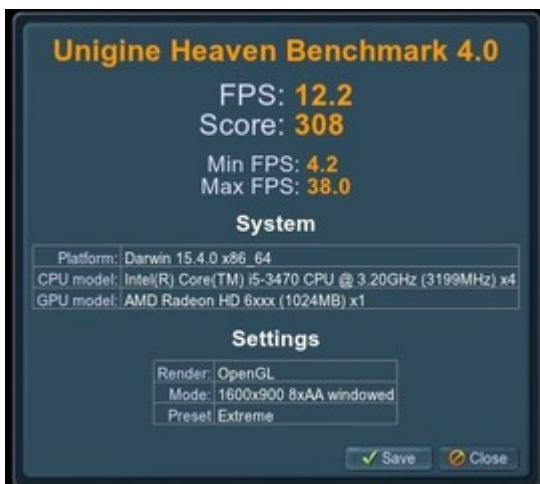 Unigine Heaven Benchmark 4.0
FPS: 12.2
Score: 308
Min FPS: 4.2
Max FPS: 38.0
System
Platform: Darwin 15.4.0 x86_64
CPU model: Intel(R) Core(TM) i5-3470 CPU @ 3.20GHz (3199MHz) x4
GPU model: AMD Radeon HD 6xxx (1024MB) x1
Settings
Render: OpenGL
Mode: 1600x900 8xAA windowed
Preset Extreme
Save Close